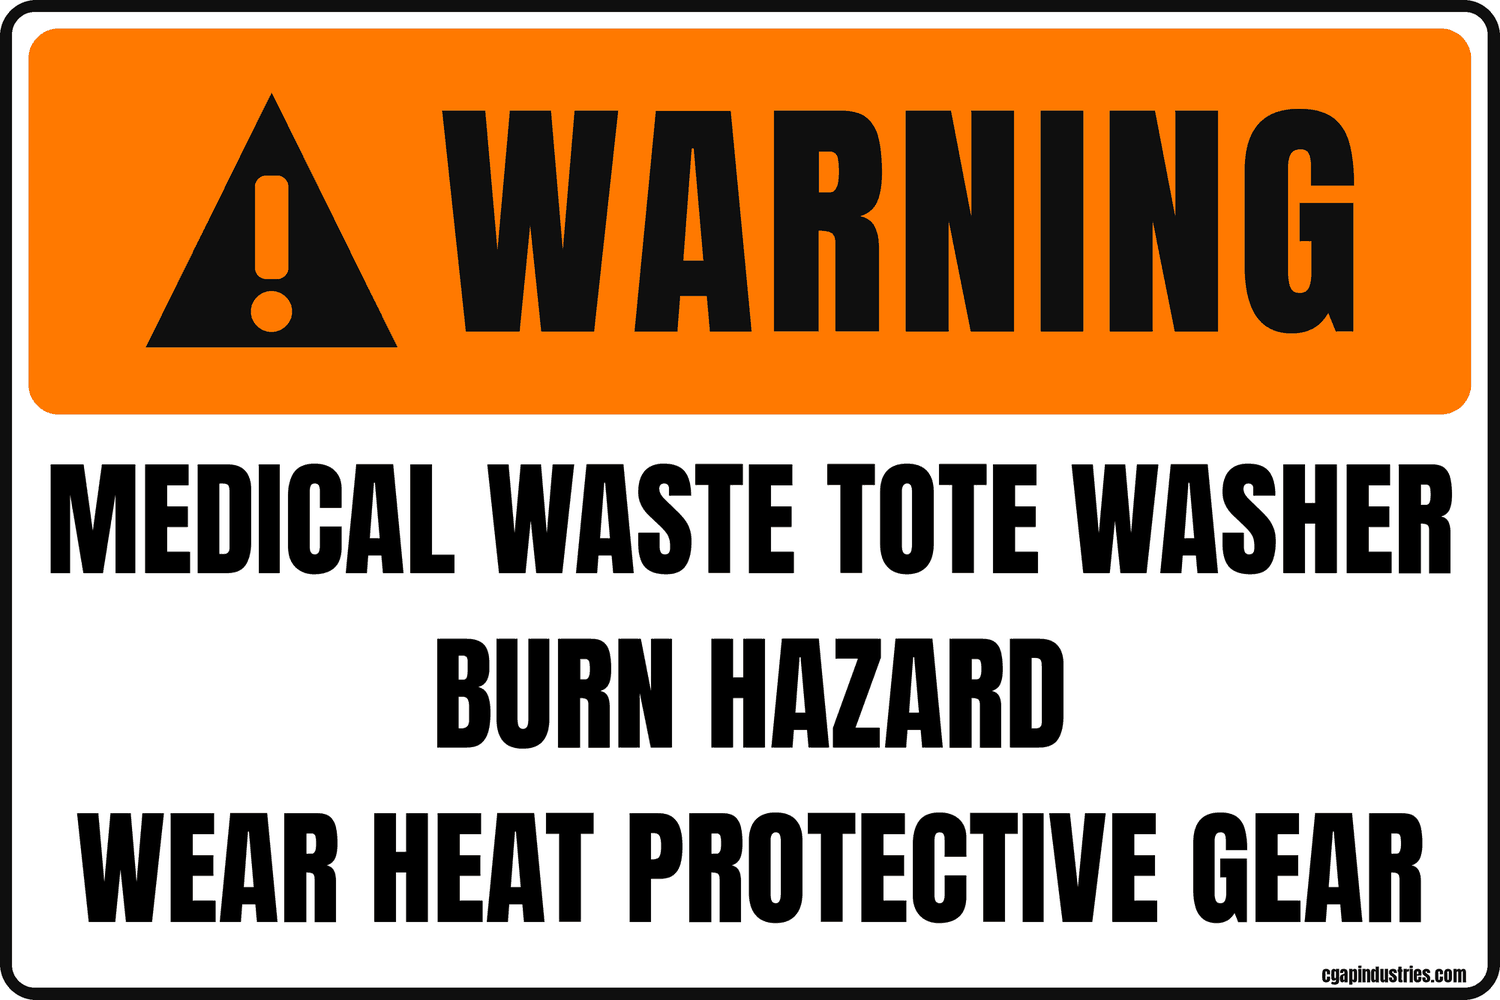 WARNING
MEDICAL WASTE TOTE WASHER
BURN HAZARD
WEAR HEAT PROTECTIVE GEAR
cgapindustries.com